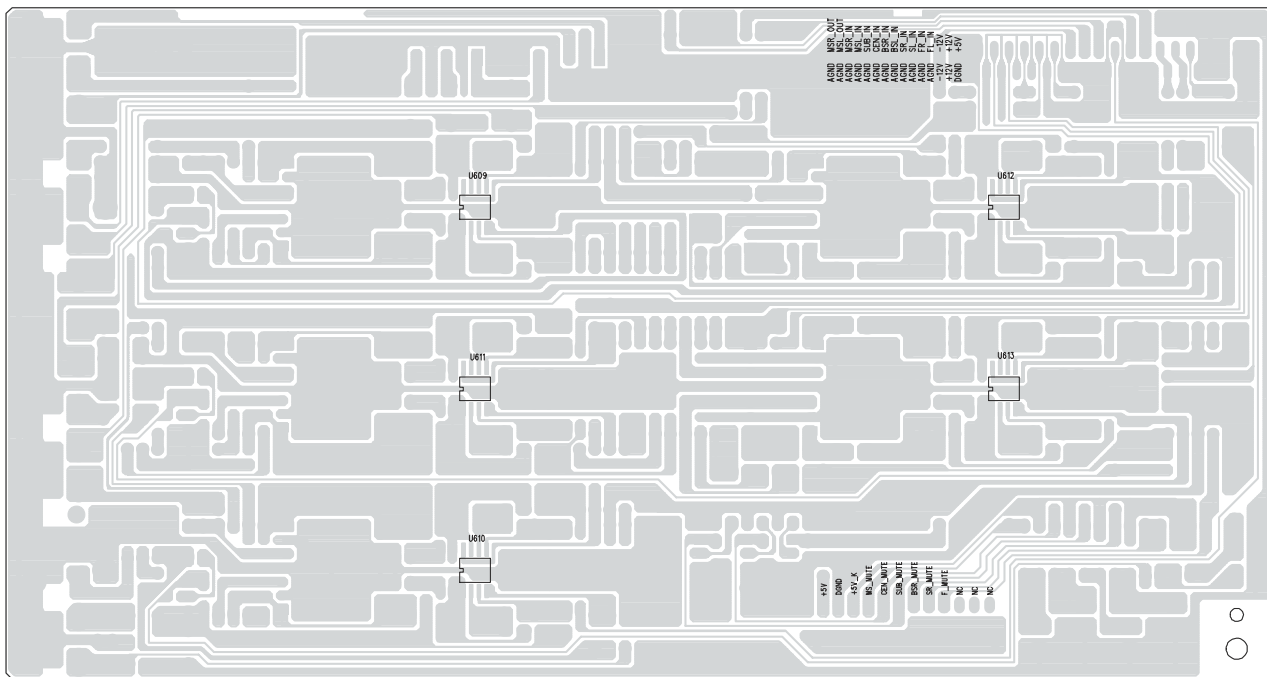 AGND MSR_OUT
AGND MSL_OUT
AGND MSR_IN
AGND MSL_IN
AGND SUB_IN
AGND CEN_IN
AGND BSR_IN
AGND BSL_IN
AGND SR_IN
AGND SL_IN
AGND FR_IN
AGND FL_IN
-12V -12V
+12V +12V
DGND +5V
U609
U612
U611
U613
U610
+5V
DGND
+5V_K
MS_MUTE
CEN_MUTE
SUB_MUTE
BSR_MUTE
SR_MUTE
F_MUTE
NC
NC
NC